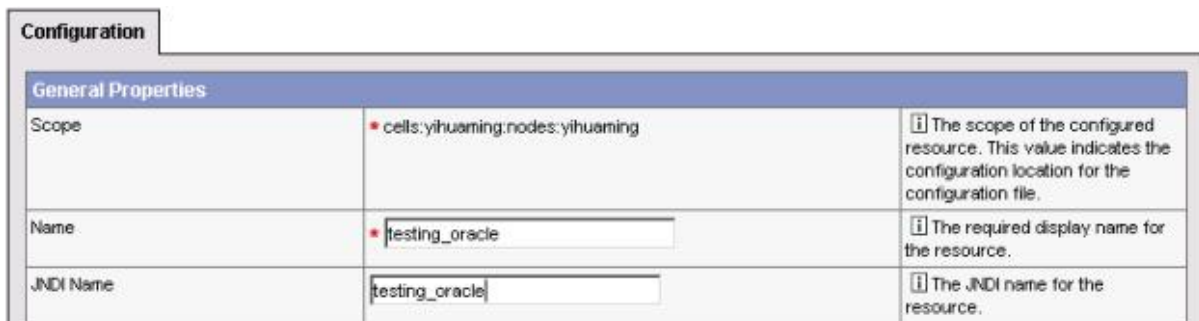 Configuration
General Properties
Scope
* cells:yihuaming:nodes:yihuaming
i The scope of the configured
resource. This value indicates the
configuration location for the
configuration file.
Name
* testing_oracle
i The required display name for
the resource.
JNDI Name
testing_oracle
i The JNDI name for the
resource.